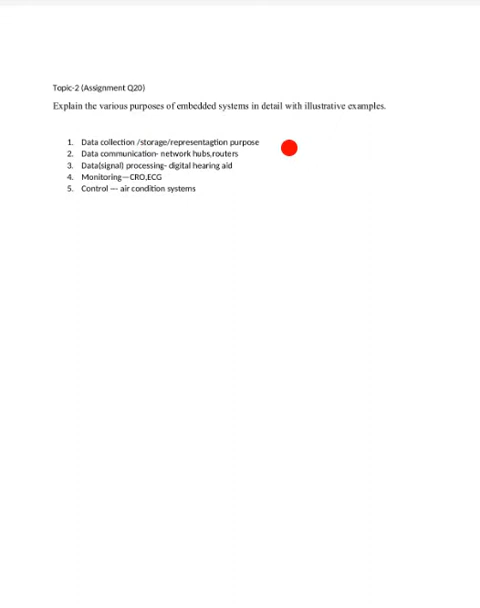 Topic-2 (Assignment Q20)
Explain the various purposes of embedded systems in detail with illustrative examples.
1. Data collection /storage/representagtion purpose
2. Data communication- network hubs,routers
3. Data(signal) processing- digital hearing aid
4. Monitoring—CRO,ECG
5. Control --- air condition systems